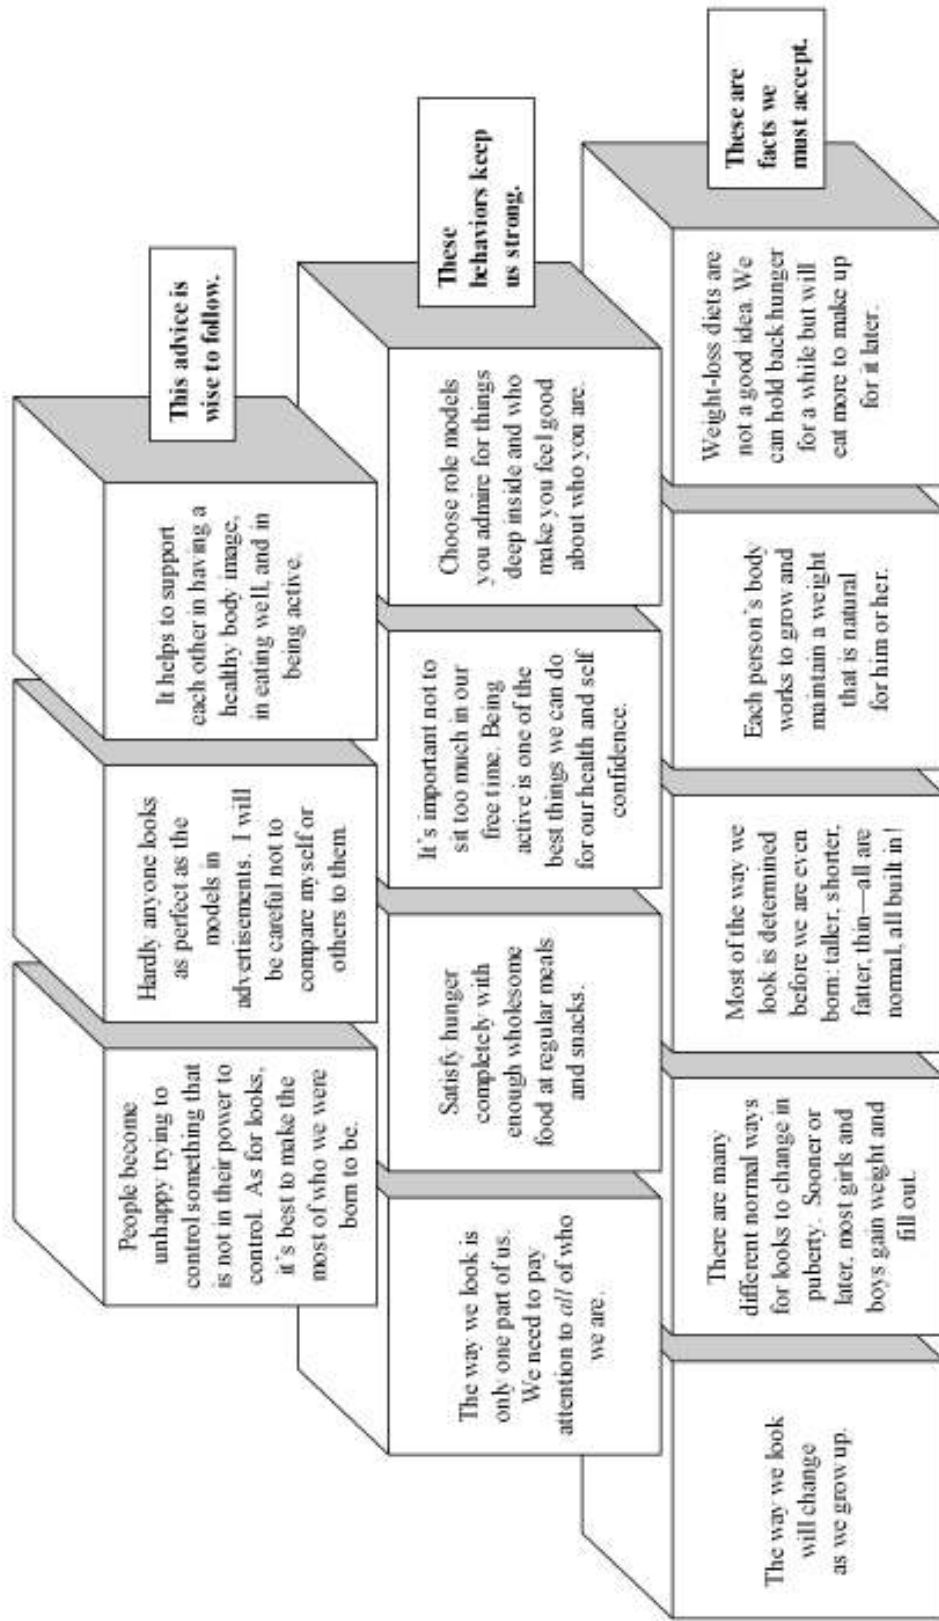 People become
unhappy trying to
control something that
is not in their power to
control. As for looks,
it's best to make the
most of who we were
born to be.
Hardly anyone looks
as perfect as the
models in
advertisements. I will
be careful not to
compare myself or
others to them.
It helps to support
each other in having a
healthy body image,
in eating well, and in
being active.
This advice is
wise to follow.
The way we look is
only one part of us.
We need to pay
attention to all of who
we are.
Satisfy hunger
completely with
enough wholesome
food at regular meals
and snacks.
It's important not to
sit too much in our
free time. Being
active is one of the
best things we can do
for our health and self
confidence.
Choose role models
you admire for things
deep inside and who
make you feel good
about who you are.
These
behaviors keep
us strong.
The way we look
will change
as we grow up.
There are many
different normal ways
for looks to change in
puberty. Sooner or
later, most girls and
boys gain weight and
fill out.
Most of the way we
look is determined
before we are even
born: taller, shorter,
fatter, thin—all are
normal, all built in!
Each person's body
works to grow and
maintain a weight
that is natural
for him or her.
Weight-loss diets are
not a good idea. We
can hold back hunger
for a while but will
eat more to make up
for it later.
These are
facts we
must accept.